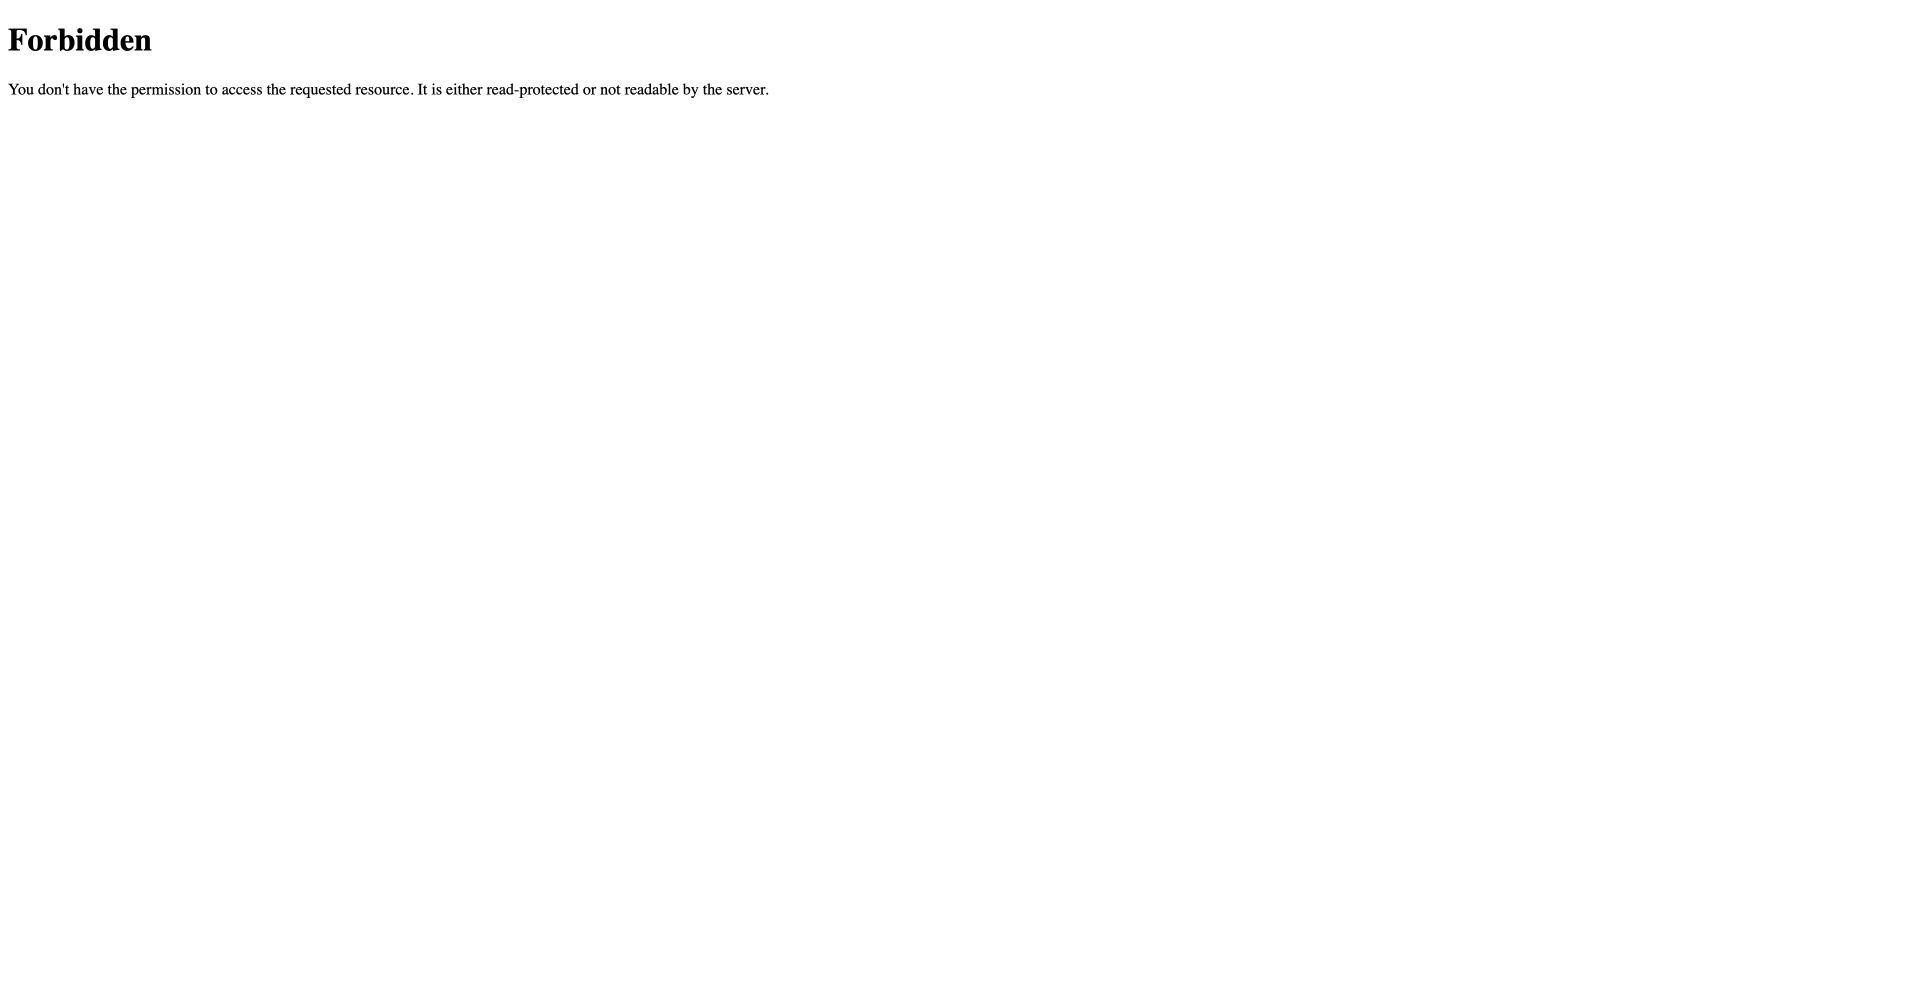 Forbidden
You don't have the permission to access the requested resource. It is either read-protected or not readable by the server.